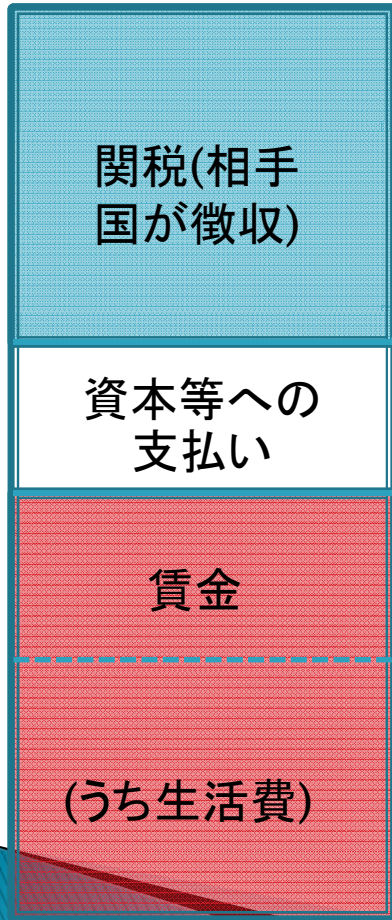 関税(相手
国が徴収)
資本等への
支払い
賃金
(うち生活費)